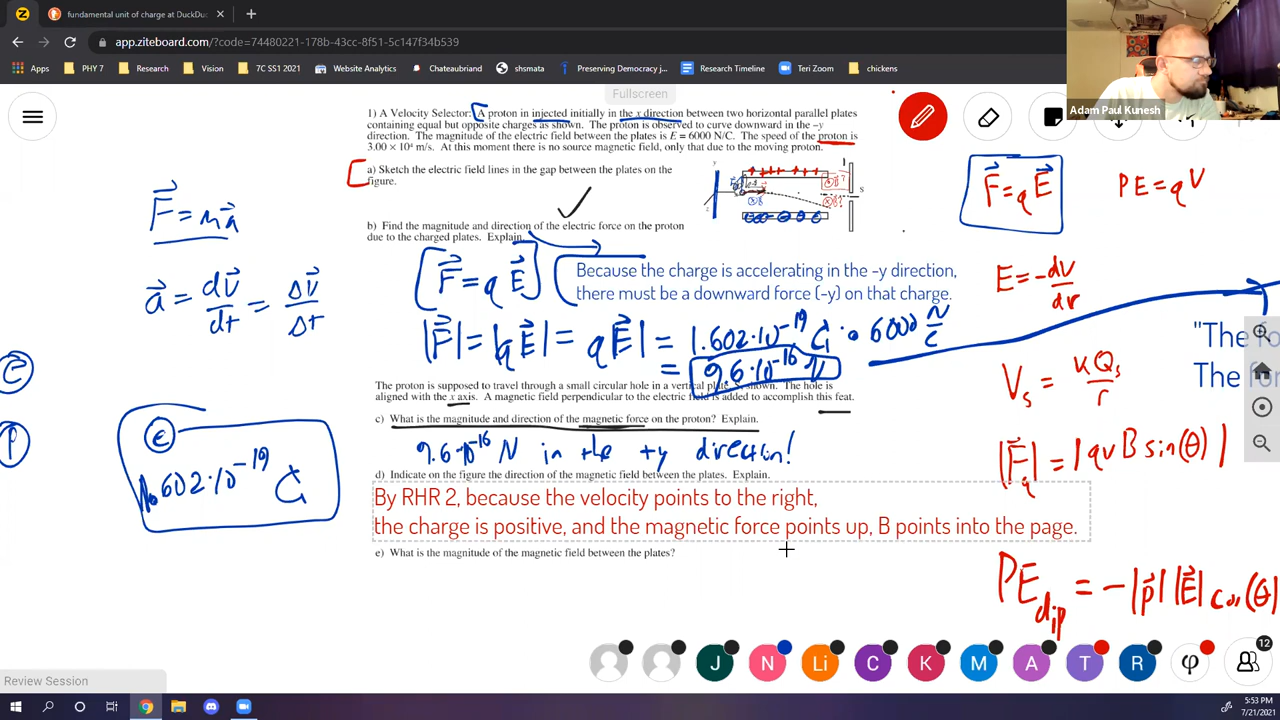 fundamental unit of charge at DuckDuc
app.ziteboard.com/?code=74480221-178b-43cc-8f51-5c147f34b539
Apps
PHY 7
Research
Vision
7C SS1 2021
Website Analytics
Chateaustead
shsmata
Preserving Democracy j...
Research Timeline
Teri Zoom
chickens
Fullscreen
Adam Paul Kunesh
1) A Velocity Selector: A proton in injected initially in the x direction between two horizontal parallel plates
containing equal but opposite charges as shown. The proton is observed to curve downward in the –y
direction. The magnitude of the electric field between the plates is E = 6000 N/C. The speed of the proton is
3.00 × 10⁴ m/s. At this moment there is no source magnetic field, only that due to the moving proton.
a) Sketch the electric field lines in the gap between the plates on the
figure.
b) Find the magnitude and direction of the electric force on the proton
due to the charged plates. Explain.
F = ma
a = dv/dt = Δv/Δt
F = qE
Because the charge is accelerating in the -y direction,
there must be a downward force (-y) on that charge.
|F| = |qE| = q|E| = 1.602·10⁻¹⁹ C · 6000 N/C
= 9.6·10⁻¹⁶ N
The proton is supposed to travel through a small circular hole in a vertical plate, S, shown. The hole is
aligned with the x axis. A magnetic field perpendicular to the electric field is added to accomplish this feat.
c) What is the magnitude and direction of the magnetic force on the proton? Explain.
9.6·10⁻¹⁶ N in the +y direction!
d) Indicate on the figure the direction of the magnetic field between the plates. Explain.
By RHR 2, because the velocity points to the right,
the charge is positive, and the magnetic force points up, B points into the page.
e) What is the magnitude of the magnetic field between the plates?
e
1.602·10⁻¹⁹ C
F = qE
PE = qV
E = -dV/dr
"The fo
The for
Vs = kQs/r
|Fq| = |qvB sin(θ)|
PEdip = -|p||E| cos(θ)
J
N
Li
C
K
M
A
T
R
φ
12
Review Session
5:53 PM
7/21/2021